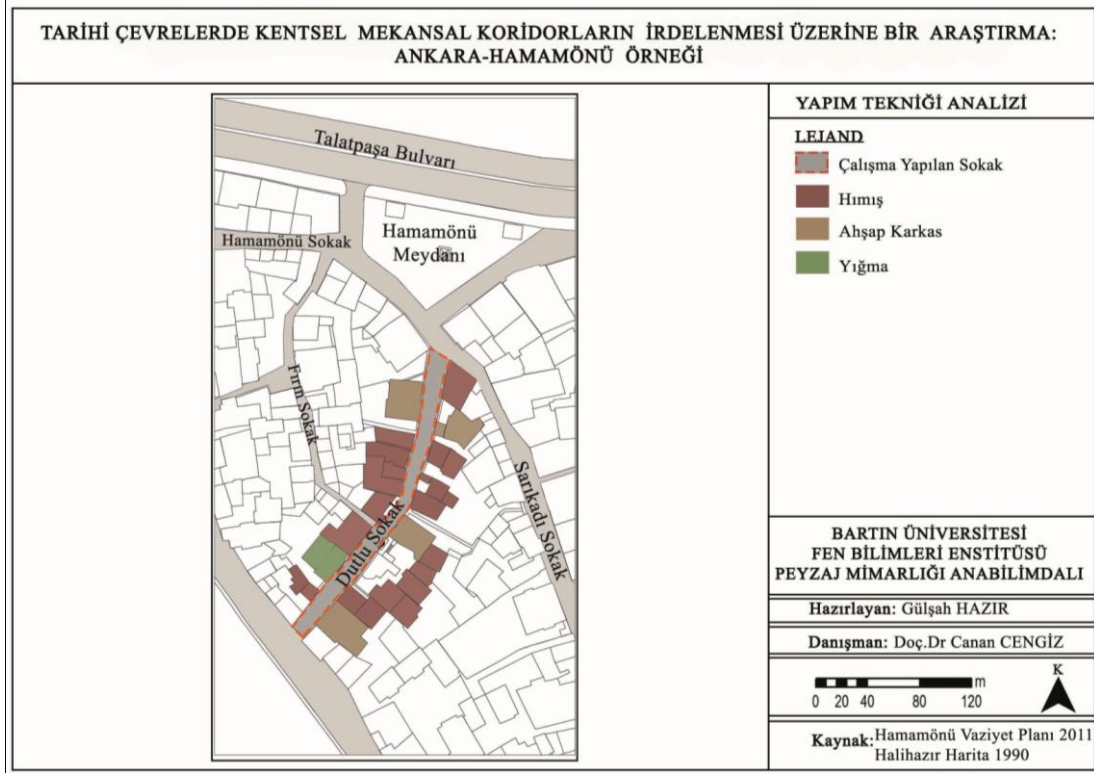 TARİHİ ÇEVRELERDE KENTSEL MEKANSAL KORİDORLARIN İRDELENMESİ ÜZERİNE BİR ARAŞTIRMA:
ANKARA-HAMAMÖNÜ ÖRNEĞİ
Talatpaşa Bulvarı
Hamamönü Sokak
Hamamönü
Meydanı
Fırın Sokak
Sarıkadı Sokak
Dutlu Sokak
YAPIM TEKNİĞİ ANALİZİ
LEJAND
Çalışma Yapılan Sokak
Hımış
Ahşap Karkas
Yığma
BARTIN ÜNİVERSİTESİ
FEN BİLİMLERİ ENSTİTÜSÜ
PEYZAJ MİMARLIĞI ANABİLİMDALI
Hazırlayan: Gülşah HAZIR
Danışman: Doç.Dr Canan CENGİZ
K
m
0 20 40 80 120
Kaynak: Hamamönü Vaziyet Planı 2011
Halihazır Harita 1990